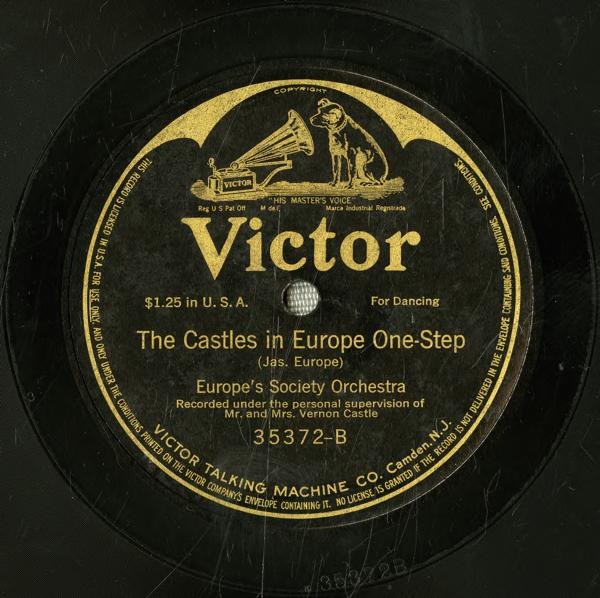 COPYRIGHT
VICTOR
"HIS MASTER'S VOICE"
Reg U S Pat Off M de F Marca Industrial Registrada
Victor
$1.25 in U. S. A. For Dancing
The Castles in Europe One-Step
(Jas. Europe)
Europe's Society Orchestra
Recorded under the personal supervision of
Mr. and Mrs. Vernon Castle
35372-B
VICTOR TALKING MACHINE CO. Camden, N.J.
THIS RECORD IS LICENSED IN U.S.A. FOR USE ONLY AND ONLY UNDER THE CONDITIONS PRINTED ON THE VICTOR COMPANY'S ENVELOPE CONTAINING IT. NO LICENSE IS GRANTED IF THE RECORD IS NOT DELIVERED IN THE ENVELOPE CONTAINING SAID CONDITIONS. SEE CONDITIONS.
35372B